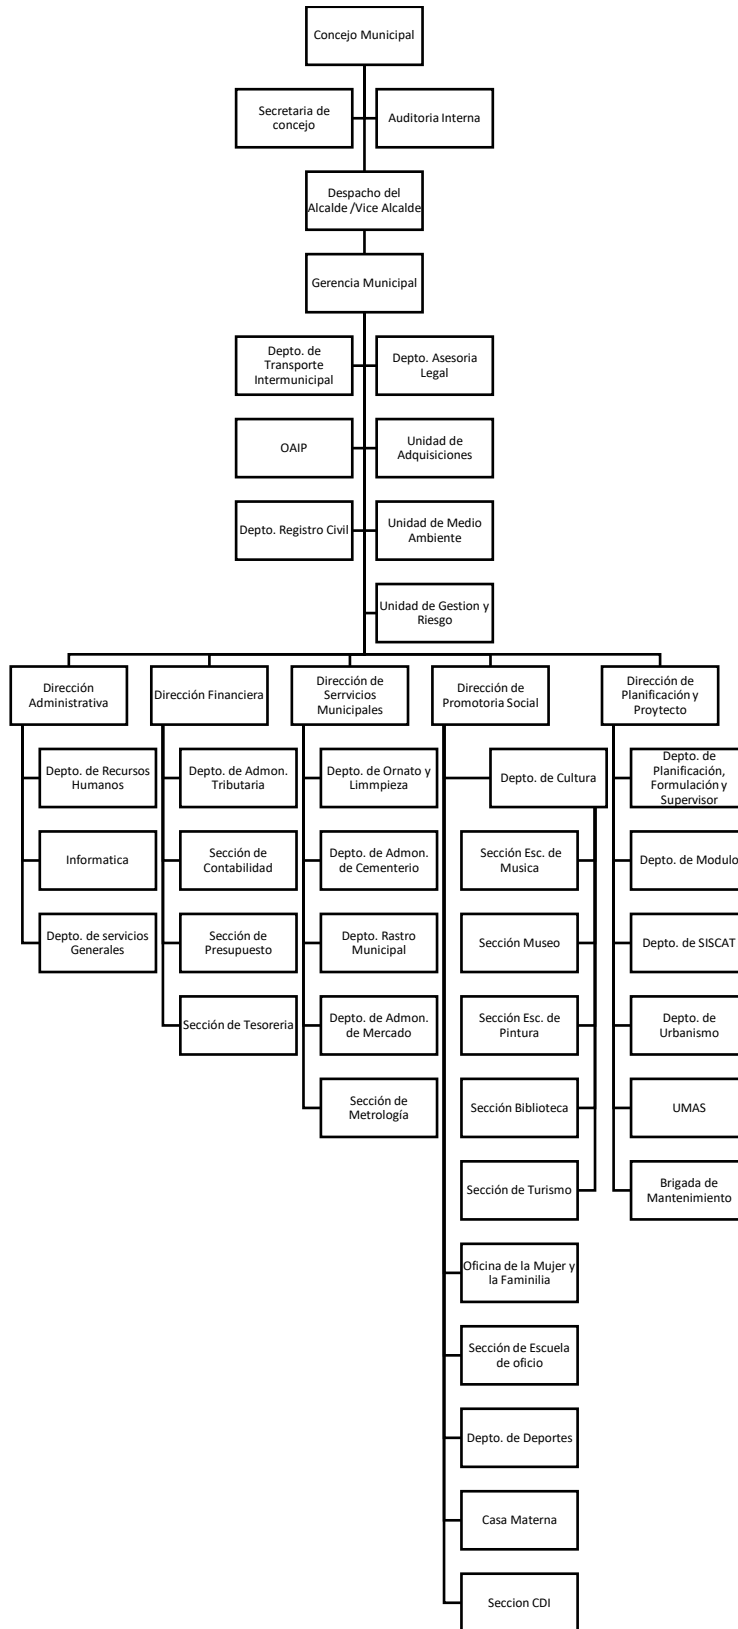 Concejo Municipal
Secretaria de
concejo
Auditoria Interna
Despacho del
Alcalde /Vice Alcalde
Gerencia Municipal
Depto. de
Transporte
Intermunicipal
Depto. Asesoria
Legal
OAIP
Unidad de
Adquisiciones
Depto. Registro Civil
Unidad de Medio
Ambiente
Unidad de Gestion y
Riesgo
Dirección
Administrativa
Depto. de Recursos
Humanos
Informatica
Depto. de servicios
Generales
Dirección Financiera
Depto. de Admon.
Tributaria
Sección de
Contabilidad
Sección de
Presupuesto
Sección de Tesoreria
Dirección de
Serrvicios
Municipales
Depto. de Ornato y
Limmpieza
Depto. de Admon.
de Cementerio
Depto. Rastro
Municipal
Depto. de Admon.
de Mercado
Sección de
Metrología
Dirección de
Promotoria Social
Depto. de Cultura
Sección Esc. de
Musica
Sección Museo
Sección Esc. de
Pintura
Sección Biblioteca
Sección de Turismo
Oficina de la Mujer y
la Faminilia
Sección de Escuela
de oficio
Depto. de Deportes
Casa Materna
Seccion CDI
Dirección de
Planificación y
Proytecto
Depto. de
Planificación,
Formulación y
Supervisor
Depto. de Modulo
Depto. de SISCAT
Depto. de
Urbanismo
UMAS
Brigada de
Mantenimiento